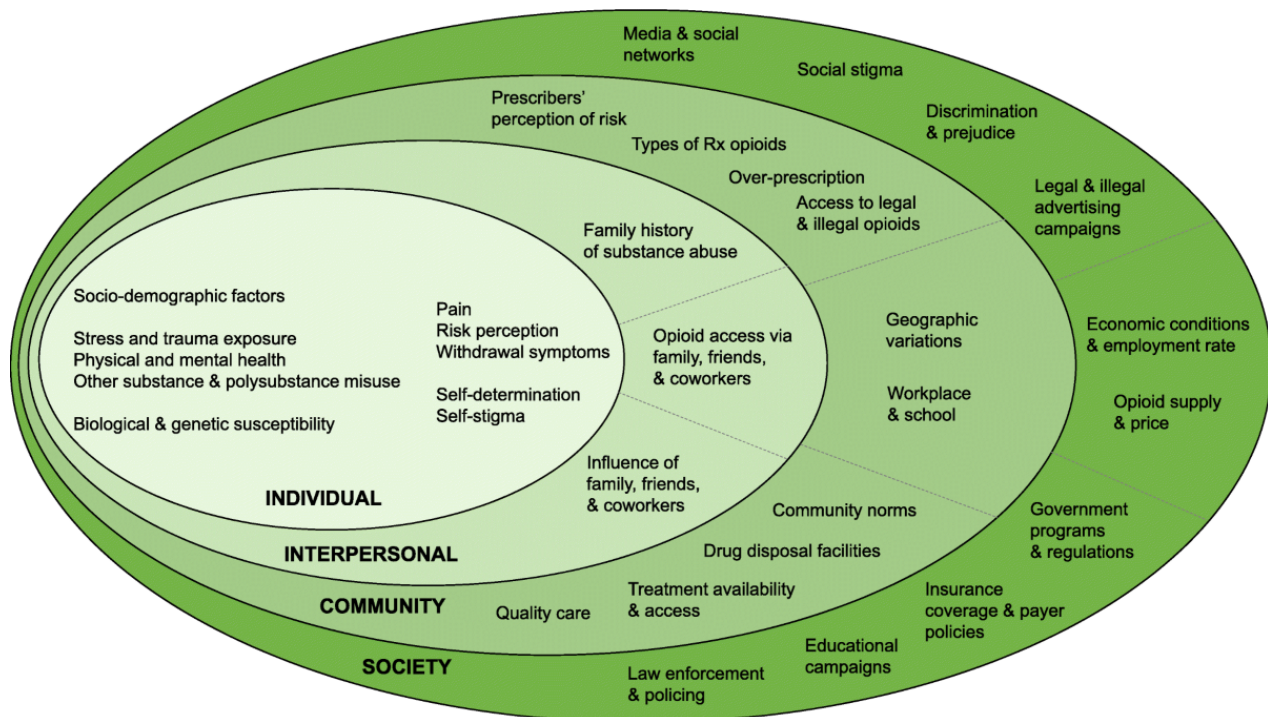 Media & social
networks
Social stigma
Discrimination
& prejudice
Legal & illegal
advertising
campaigns
Economic conditions
& employment rate
Opioid supply
& price
Government
programs
& regulations
Insurance
coverage & payer
policies
Educational
campaigns
Law enforcement
& policing
SOCIETY
Prescribers'
perception of risk
Types of Rx opioids
Over-prescription
Access to legal
& illegal opioids
Geographic
variations
Workplace
& school
Community norms
Drug disposal facilities
Treatment availability
& access
Quality care
COMMUNITY
Family history
of substance abuse
Opioid access via
family, friends,
& coworkers
Influence of
family, friends,
& coworkers
INTERPERSONAL
Socio-demographic factors
Stress and trauma exposure
Physical and mental health
Other substance & polysubstance misuse
Biological & genetic susceptibility
Pain
Risk perception
Withdrawal symptoms
Self-determination
Self-stigma
INDIVIDUAL